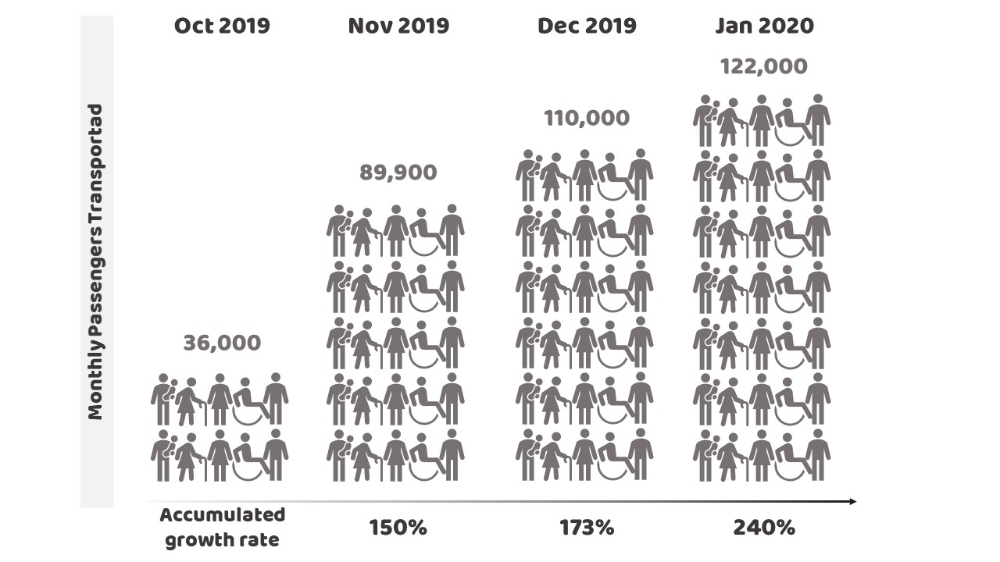 Oct 2019
Nov 2019
Dec 2019
Jan 2020
122,000
110,000
89,900
36,000
Monthly Passengers Transportad
Accumulated
growth rate
150%
173%
240%